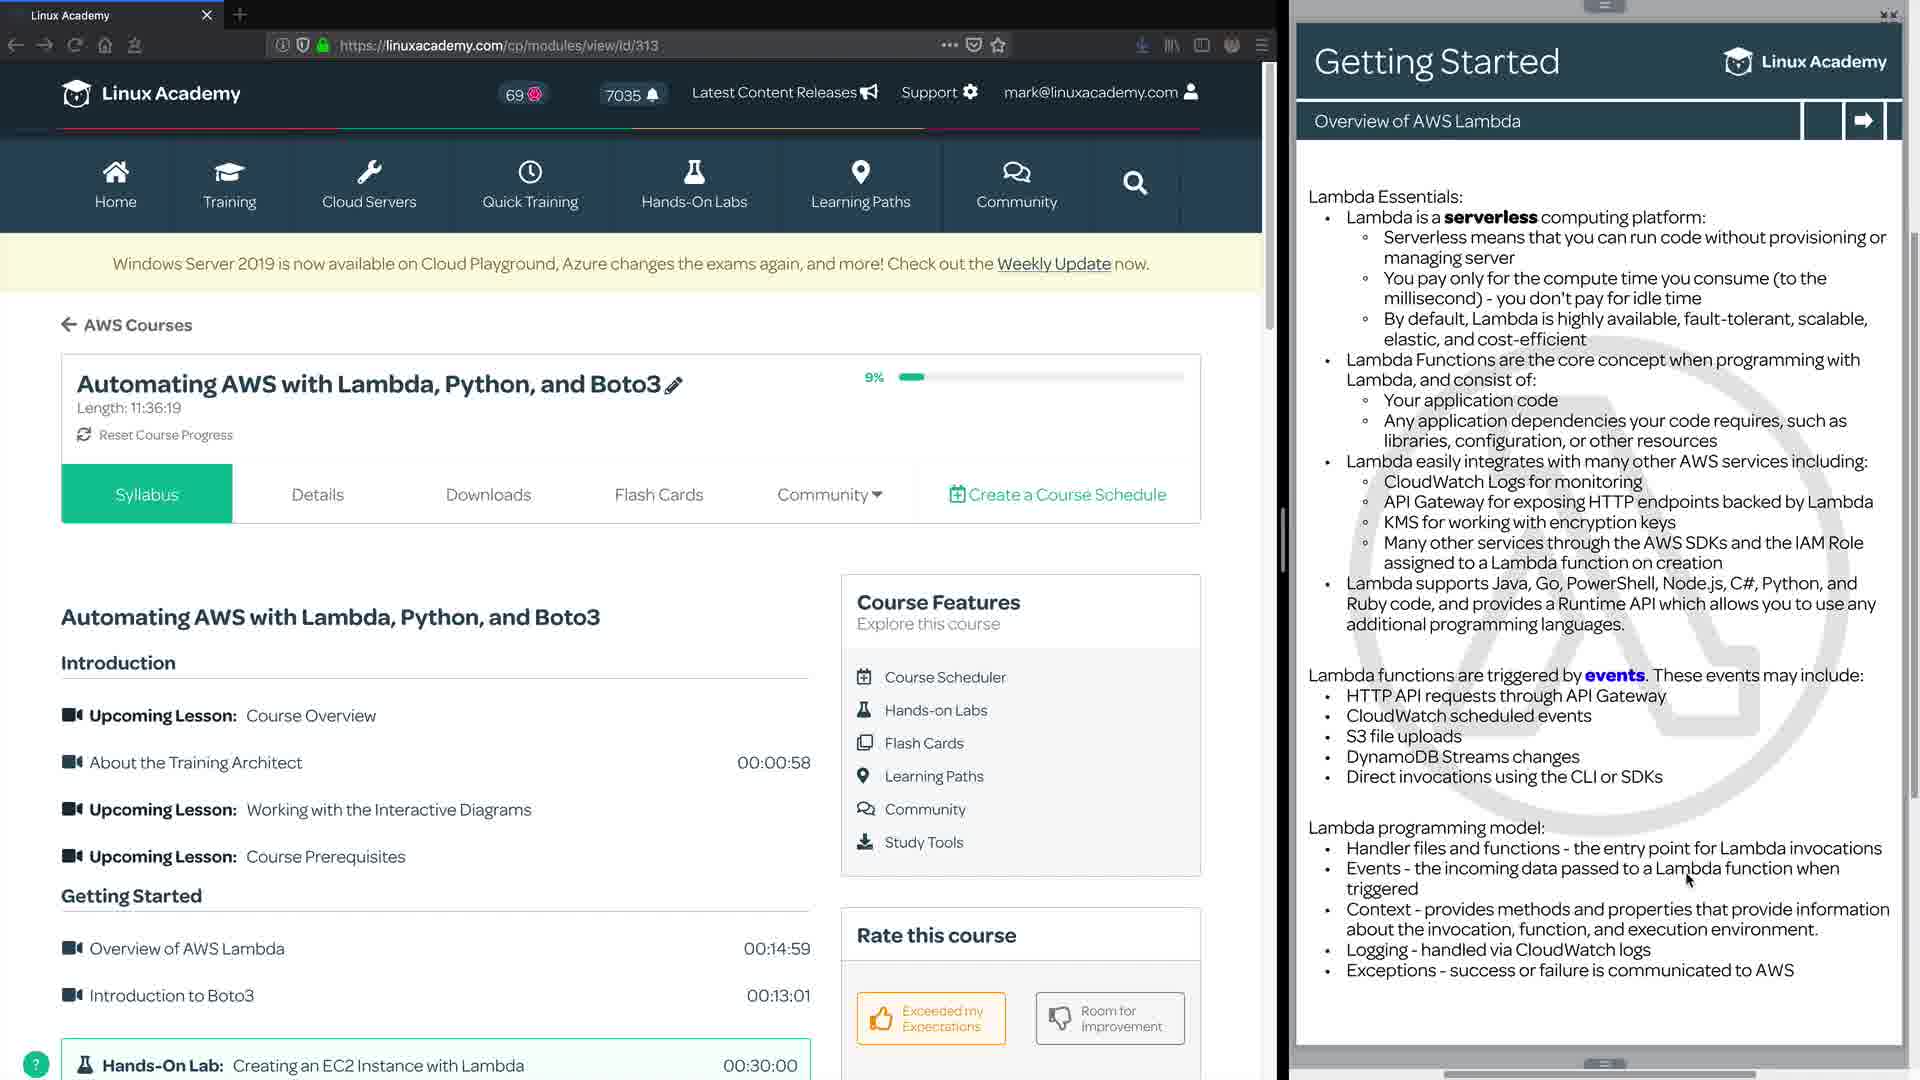 Linux Academy
https://linuxacademy.com/cp/modules/view/id/313
Linux Academy
69
7035
Latest Content Releases
Support
mark@linuxacademy.com
Home
Training
Cloud Servers
Quick Training
Hands-On Labs
Learning Paths
Community
Windows Server 2019 is now available on Cloud Playground, Azure changes the exams again, and more! Check out the Weekly Update now.
AWS Courses
Automating AWS with Lambda, Python, and Boto3
9%
Length: 11:36:19
Reset Course Progress
Syllabus
Details
Downloads
Flash Cards
Community
Create a Course Schedule
Automating AWS with Lambda, Python, and Boto3
Introduction
Upcoming Lesson: Course Overview
About the Training Architect 00:00:58
Upcoming Lesson: Working with the Interactive Diagrams
Upcoming Lesson: Course Prerequisites
Getting Started
Overview of AWS Lambda 00:14:59
Introduction to Boto3 00:13:01
Hands-On Lab: Creating an EC2 Instance with Lambda 00:30:00
?
Course Features
Explore this course
Course Scheduler
Hands-on Labs
Flash Cards
Learning Paths
Community
Study Tools
Rate this course
Exceeded my
Expectations
Room for
Improvement
Getting Started
Linux Academy
Overview of AWS Lambda
Lambda Essentials:
• Lambda is a serverless computing platform:
◦ Serverless means that you can run code without provisioning or
managing server
◦ You pay only for the compute time you consume (to the
millisecond) - you don't pay for idle time
◦ By default, Lambda is highly available, fault-tolerant, scalable,
elastic, and cost-efficient
• Lambda Functions are the core concept when programming with
Lambda, and consist of:
◦ Your application code
◦ Any application dependencies your code requires, such as
libraries, configuration, or other resources
• Lambda easily integrates with many other AWS services including:
◦ CloudWatch Logs for monitoring
◦ API Gateway for exposing HTTP endpoints backed by Lambda
◦ KMS for working with encryption keys
◦ Many other services through the AWS SDKs and the IAM Role
assigned to a Lambda function on creation
• Lambda supports Java, Go, PowerShell, Node.js, C#, Python, and
Ruby code, and provides a Runtime API which allows you to use any
additional programming languages.
Lambda functions are triggered by events. These events may include:
• HTTP API requests through API Gateway
• CloudWatch scheduled events
• S3 file uploads
• DynamoDB Streams changes
• Direct invocations using the CLI or SDKs
Lambda programming model:
• Handler files and functions - the entry point for Lambda invocations
• Events - the incoming data passed to a Lambda function when
triggered
• Context - provides methods and properties that provide information
about the invocation, function, and execution environment.
• Logging - handled via CloudWatch logs
• Exceptions - success or failure is communicated to AWS